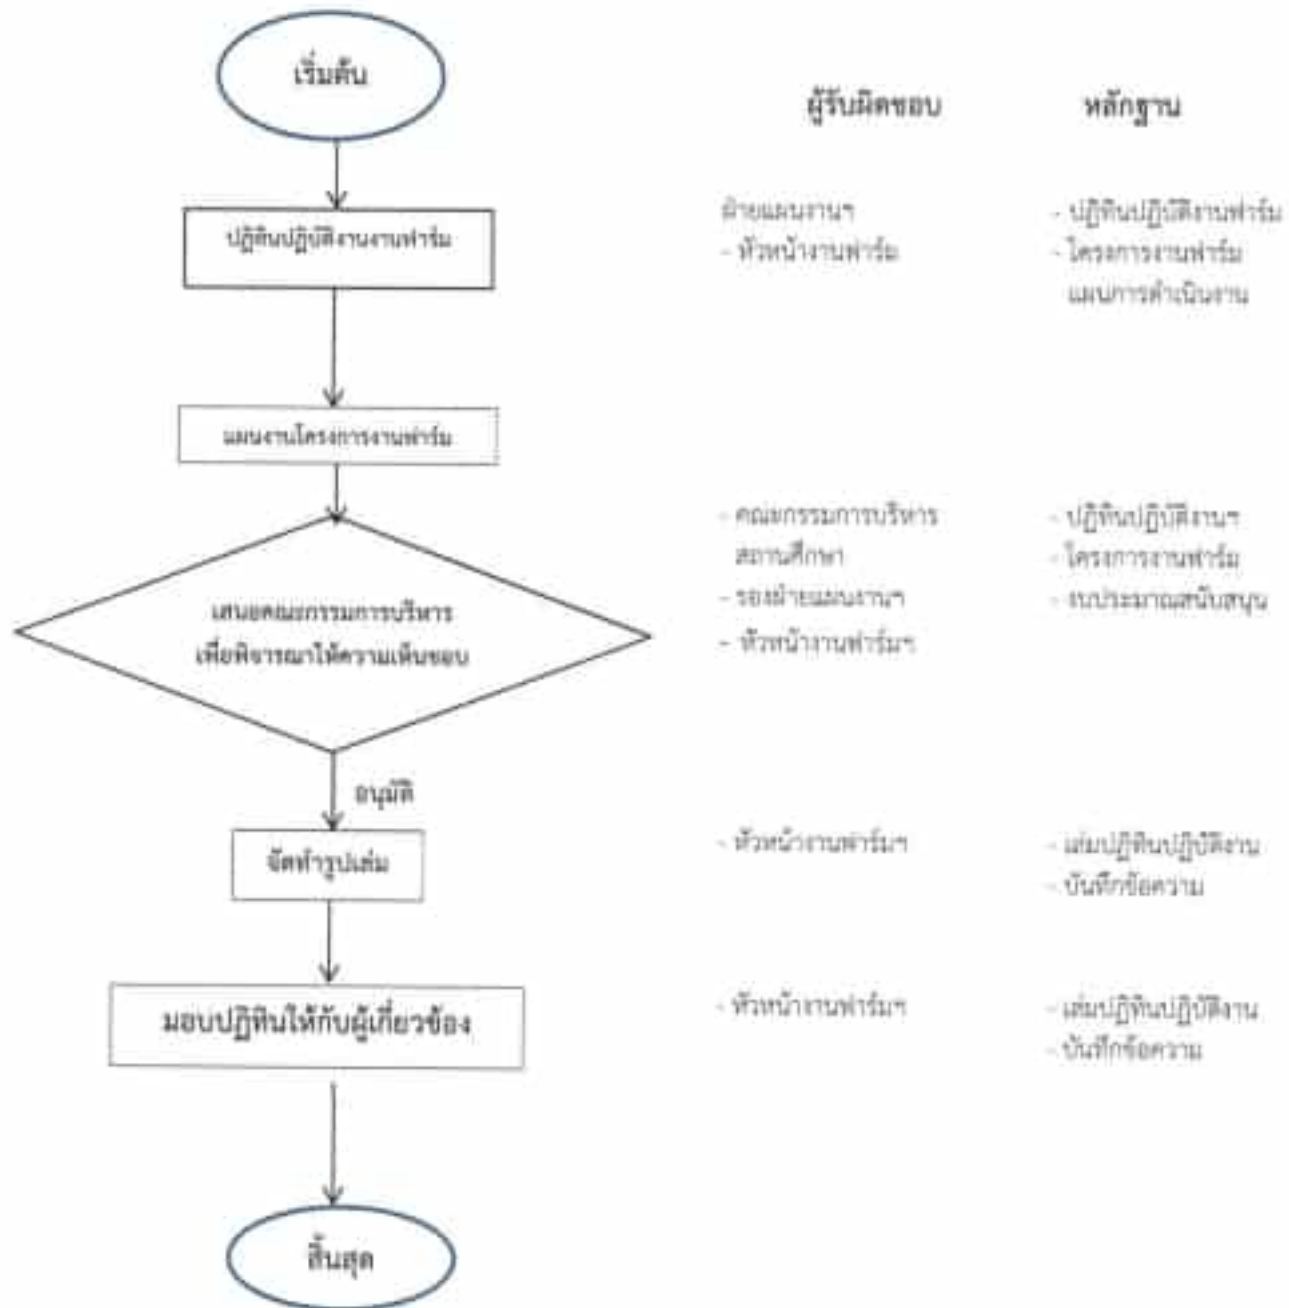 เริ่มต้น
ผู้รับผิดชอบ
หลักฐาน
ปฏิทินปฏิบัติงานงานฟาร์ม
ฝ่ายแผนงานฯ
- หัวหน้างานฟาร์ม
- ปฏิทินปฏิบัติงานฟาร์ม
- โครงการงานฟาร์ม
แผนการดำเนินงาน
แผนงานโครงการงานฟาร์ม
เสนอคณะกรรมการบริหาร
เพื่อพิจารณาให้ความเห็นชอบ
- คณะกรรมการบริหาร
สถานศึกษา
- รองฝ่ายแผนงานฯ
- หัวหน้างานฟาร์มฯ
- ปฏิทินปฏิบัติงานฯ
- โครงการงานฟาร์ม
- งบประมาณสนับสนุน
อนุมัติ
จัดทำรูปเล่ม
- หัวหน้างานฟาร์มฯ
- เล่มปฏิทินปฏิบัติงาน
- บันทึกข้อความ
มอบปฏิทินให้กับผู้เกี่ยวข้อง
- หัวหน้างานฟาร์มฯ
- เล่มปฏิทินปฏิบัติงาน
- บันทึกข้อความ
สิ้นสุด